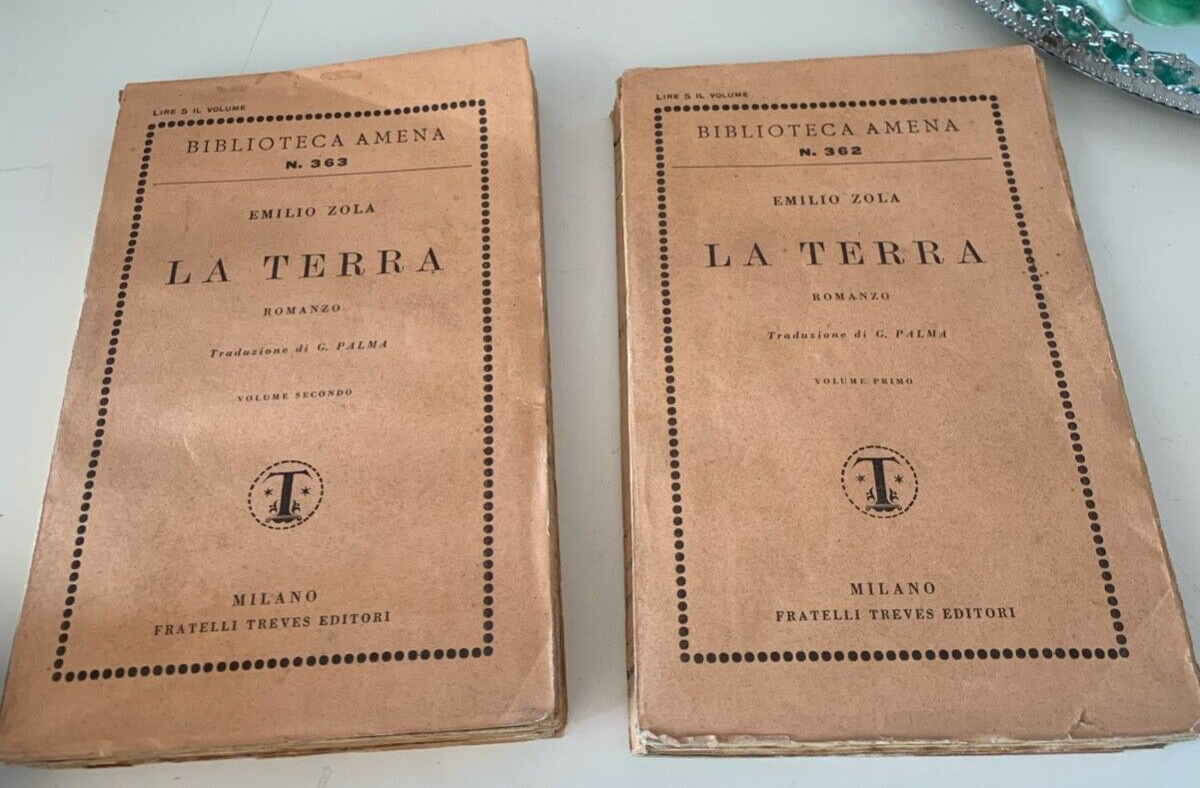 LIRE 5 IL VOLUME
BIBLIOTECA AMENA
N. 363
EMILIO ZOLA
LA TERRA
ROMANZO
Traduzione di G. PALMA
VOLUME SECONDO
T
MILANO
FRATELLI TREVES EDITORI
LIRE 5 IL VOLUME
BIBLIOTECA AMENA
N. 362
EMILIO ZOLA
LA TERRA
ROMANZO
Traduzione di G. PALMA
VOLUME PRIMO
T
MILANO
FRATELLI TREVES EDITORI